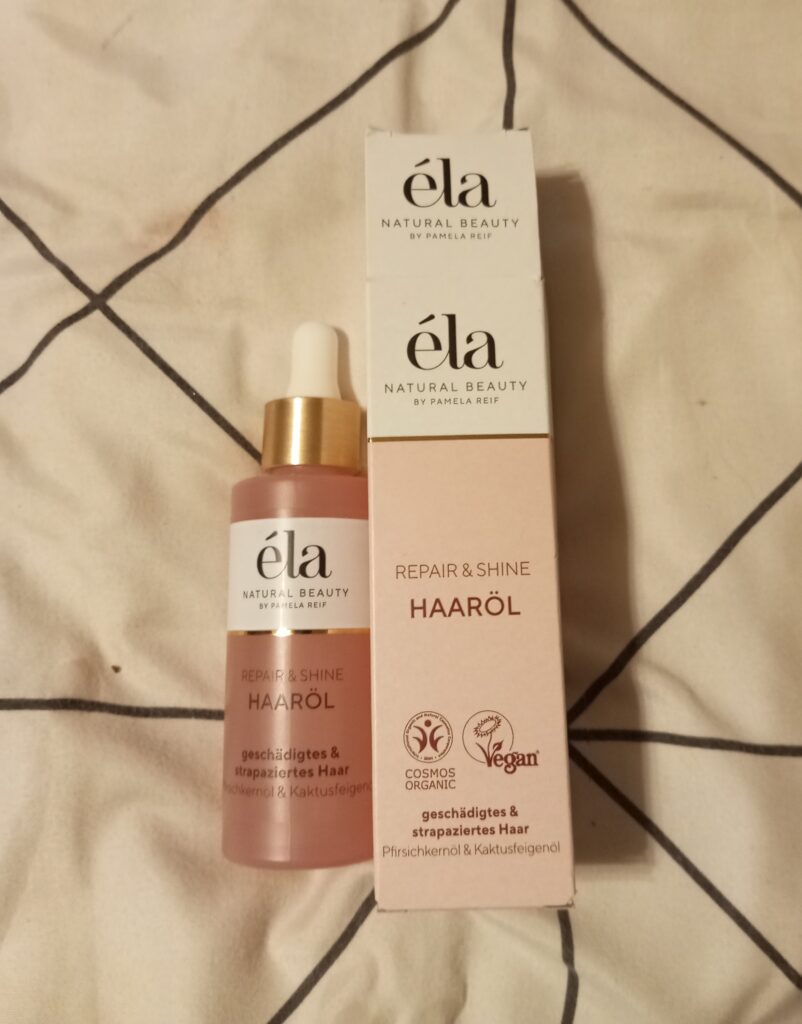 éla
NATURAL BEAUTY
BY PAMELA REIF
éla
NATURAL BEAUTY
BY PAMELA REIF
REPAIR & SHINE
HAARÖL
COSMOS
ORGANIC
Vegan
geschädigtes &
strapaziertes Haar
Pfirsichkernöl & Kaktusfeigenöl
éla
NATURAL BEAUTY
BY PAMELA REIF
REPAIR & SHINE
HAARÖL
geschädigtes &
strapaziertes Haar